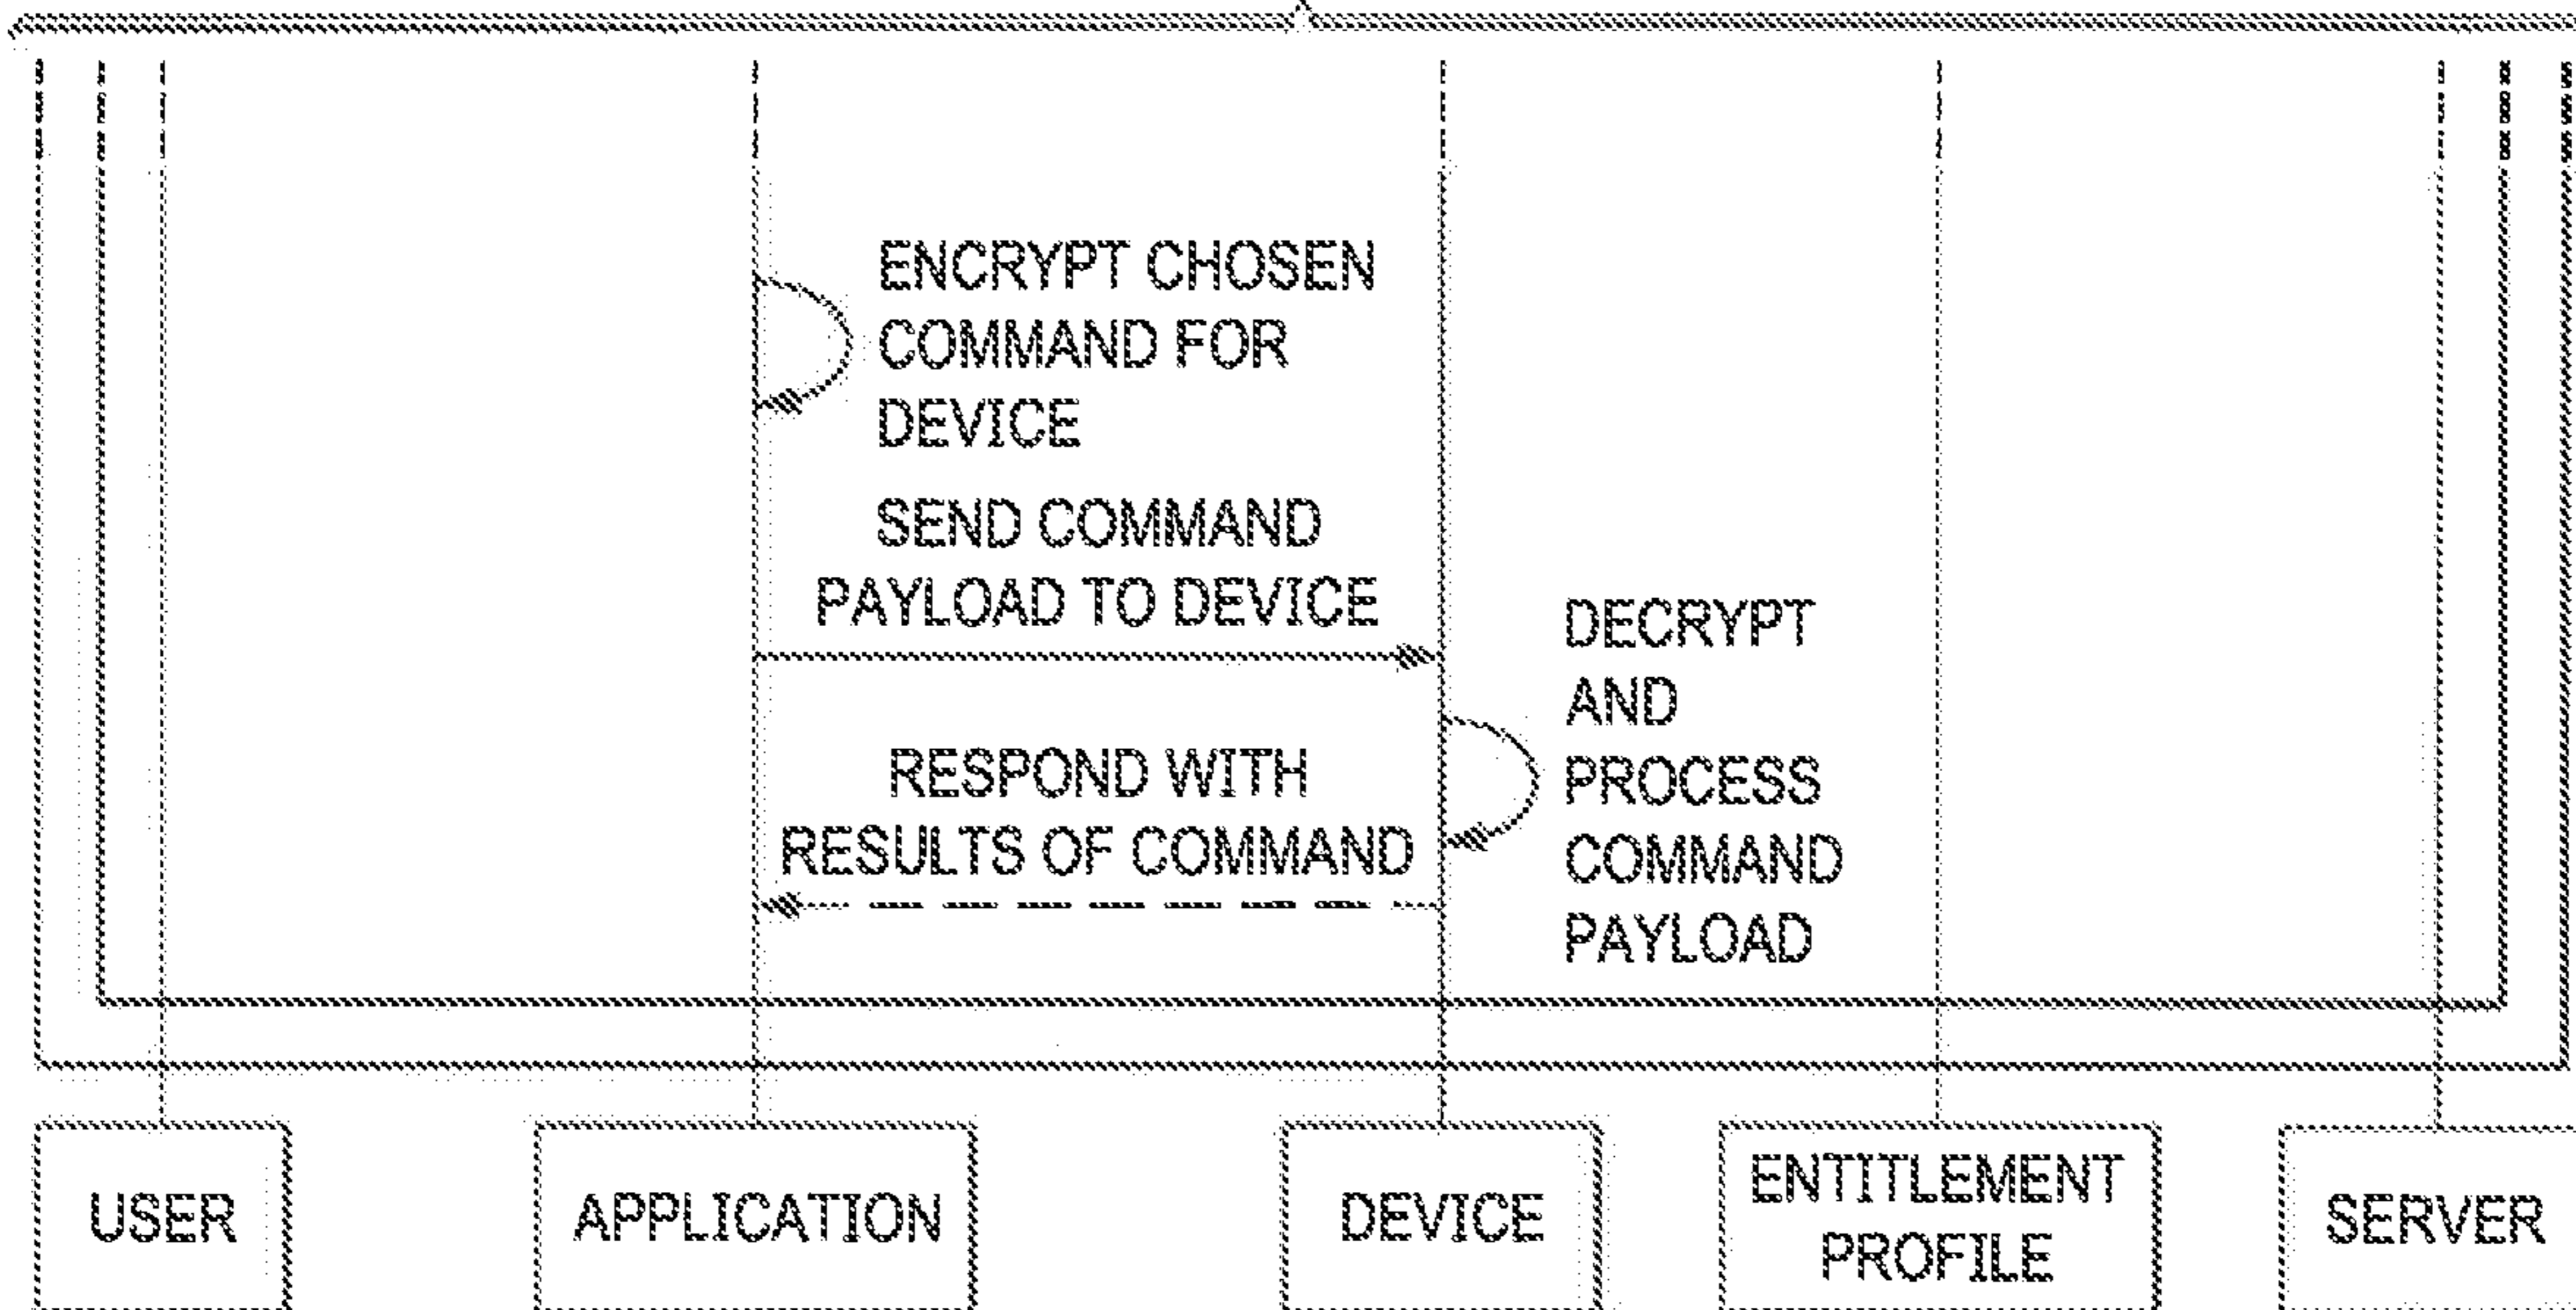 ENCRYPT CHOSEN
COMMAND FOR
DEVICE
SEND COMMAND
PAYLOAD TO DEVICE
DECRYPT
AND
PROCESS
COMMAND
PAYLOAD
RESPOND WITH
RESULTS OF COMMAND
USER
APPLICATION
DEVICE
ENTITLEMENT
PROFILE
SERVER